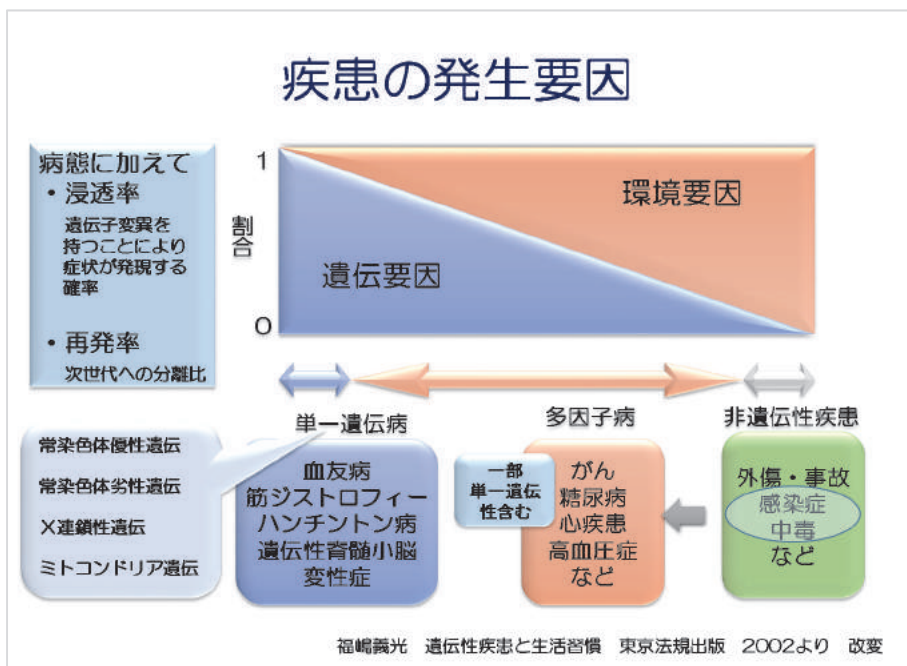 疾患の発生要因
病態に加えて
・浸透率
遺伝子変異を
持つことにより
症状が発現する
確率
・再発率
次世代への分離比
1
割合
0
環境要因
遺伝要因
単一遺伝病
多因子病
非遺伝性疾患
常染色体優性遺伝
常染色体劣性遺伝
X連鎖性遺伝
ミトコンドリア遺伝
血友病
筋ジストロフィー
ハンチントン病
遺伝性脊髄小脳
変性症
一部
単一遺伝
性含む
がん
糖尿病
心疾患
高血圧症
など
外傷・事故
感染症
中毒
など
福嶋義光 遺伝性疾患と生活習慣 東京法規出版 2002より 改変